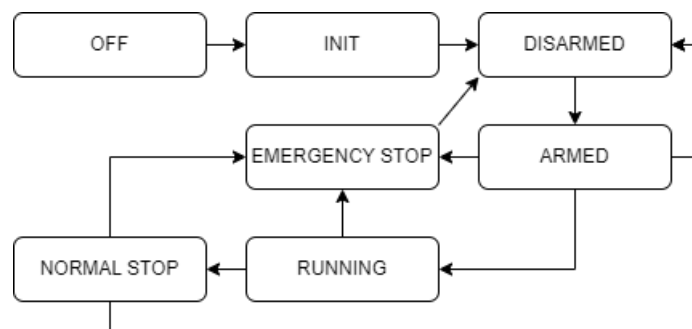 OFF
INIT
DISARMED
EMERGENCY STOP
ARMED
NORMAL STOP
RUNNING